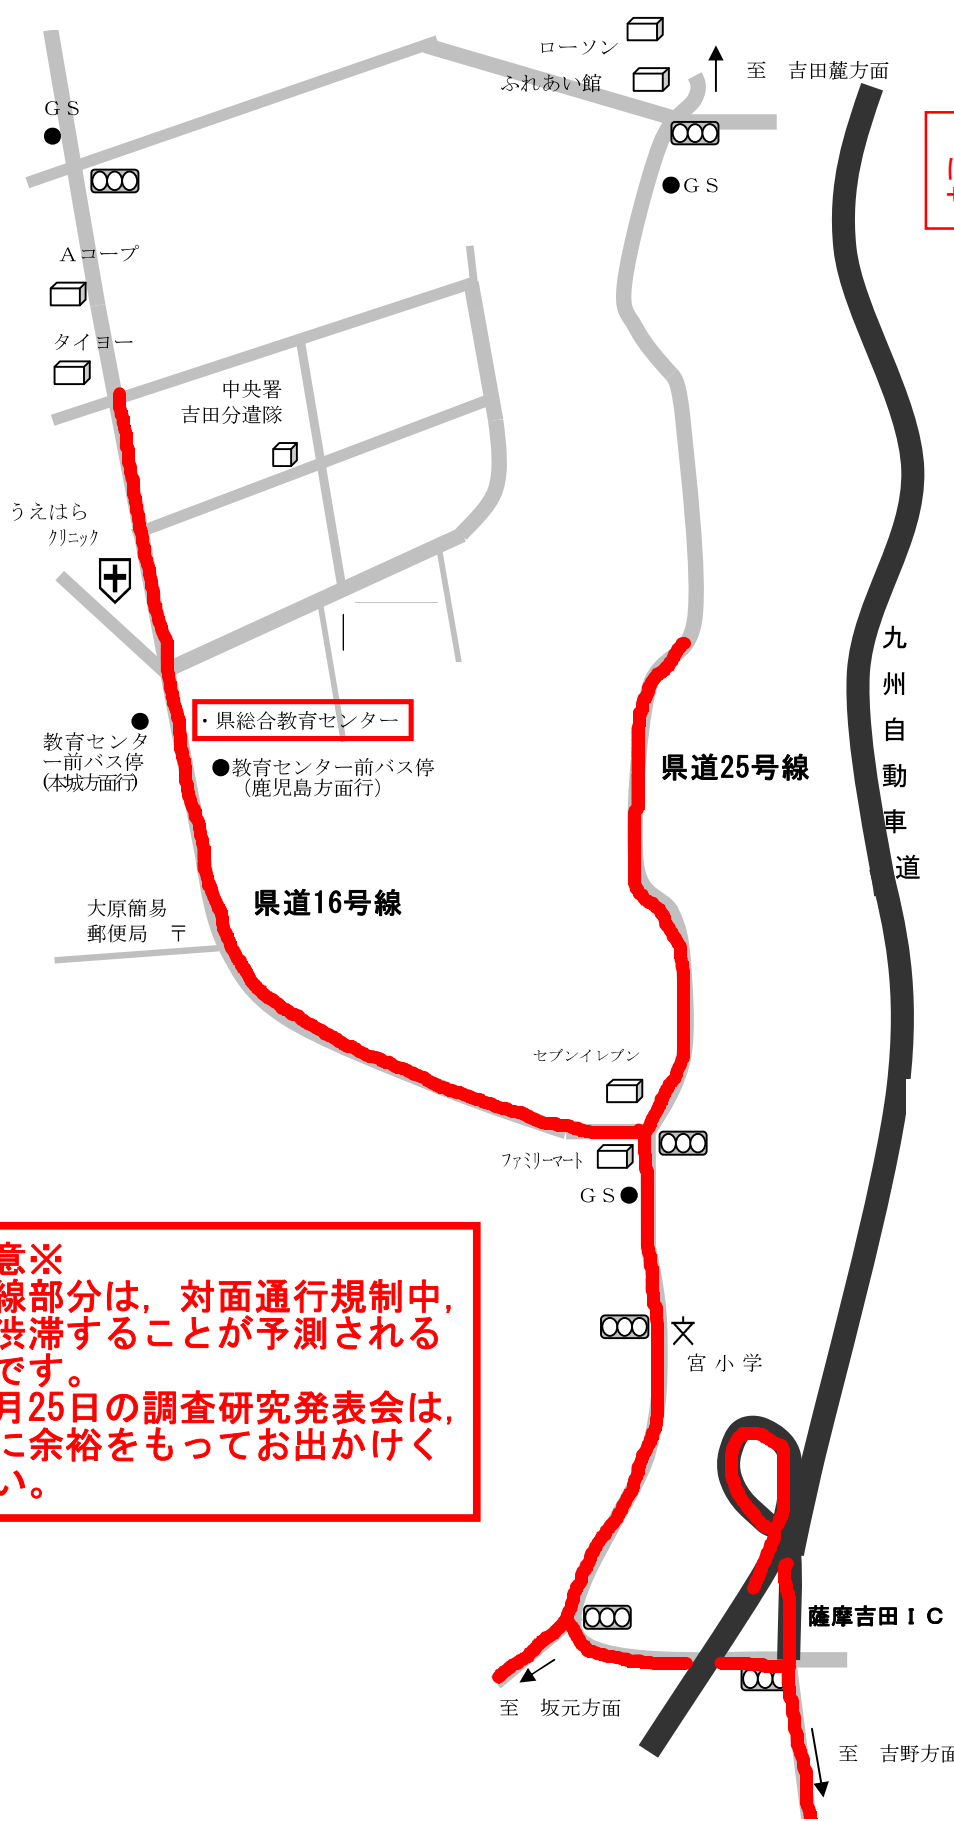 ローソン
ふれあい館
至　吉田麓方面
ＧＳ
ＧＳ
Ａコープ
タイヨー
中央署
吉田分遣隊
うえはら
クリニック
九州自動車道
・県総合教育センター
教育センタ
ー前バス停
(本城方面行)
教育センター前バス停
（鹿児島方面行）
県道25号線
県道16号線
大原簡易
郵便局　〒
セブンイレブン
ファミリーマート
ＧＳ
意※
線部分は，対面通行規制中，
渋滞することが予測される
です。
月25日の調査研究発表会は，
に余裕をもってお出かけく
い。
文
宮小学
薩摩吉田ＩＣ
至　坂元方面
至　吉野方面